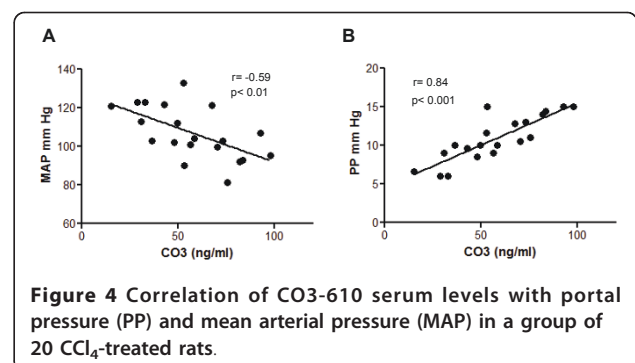 A
B
r= -0.59
p< 0.01
r= 0.84
p< 0.001
140
120
100
80
60
MAP mm Hg
0
50
100
CO3 (ng/ml)
20
15
10
5
0
PP mm Hg
0
50
100
CO3 (ng/ml)
Figure 4 Correlation of CO3-610 serum levels with portal
pressure (PP) and mean arterial pressure (MAP) in a group of
20 CCl4-treated rats.